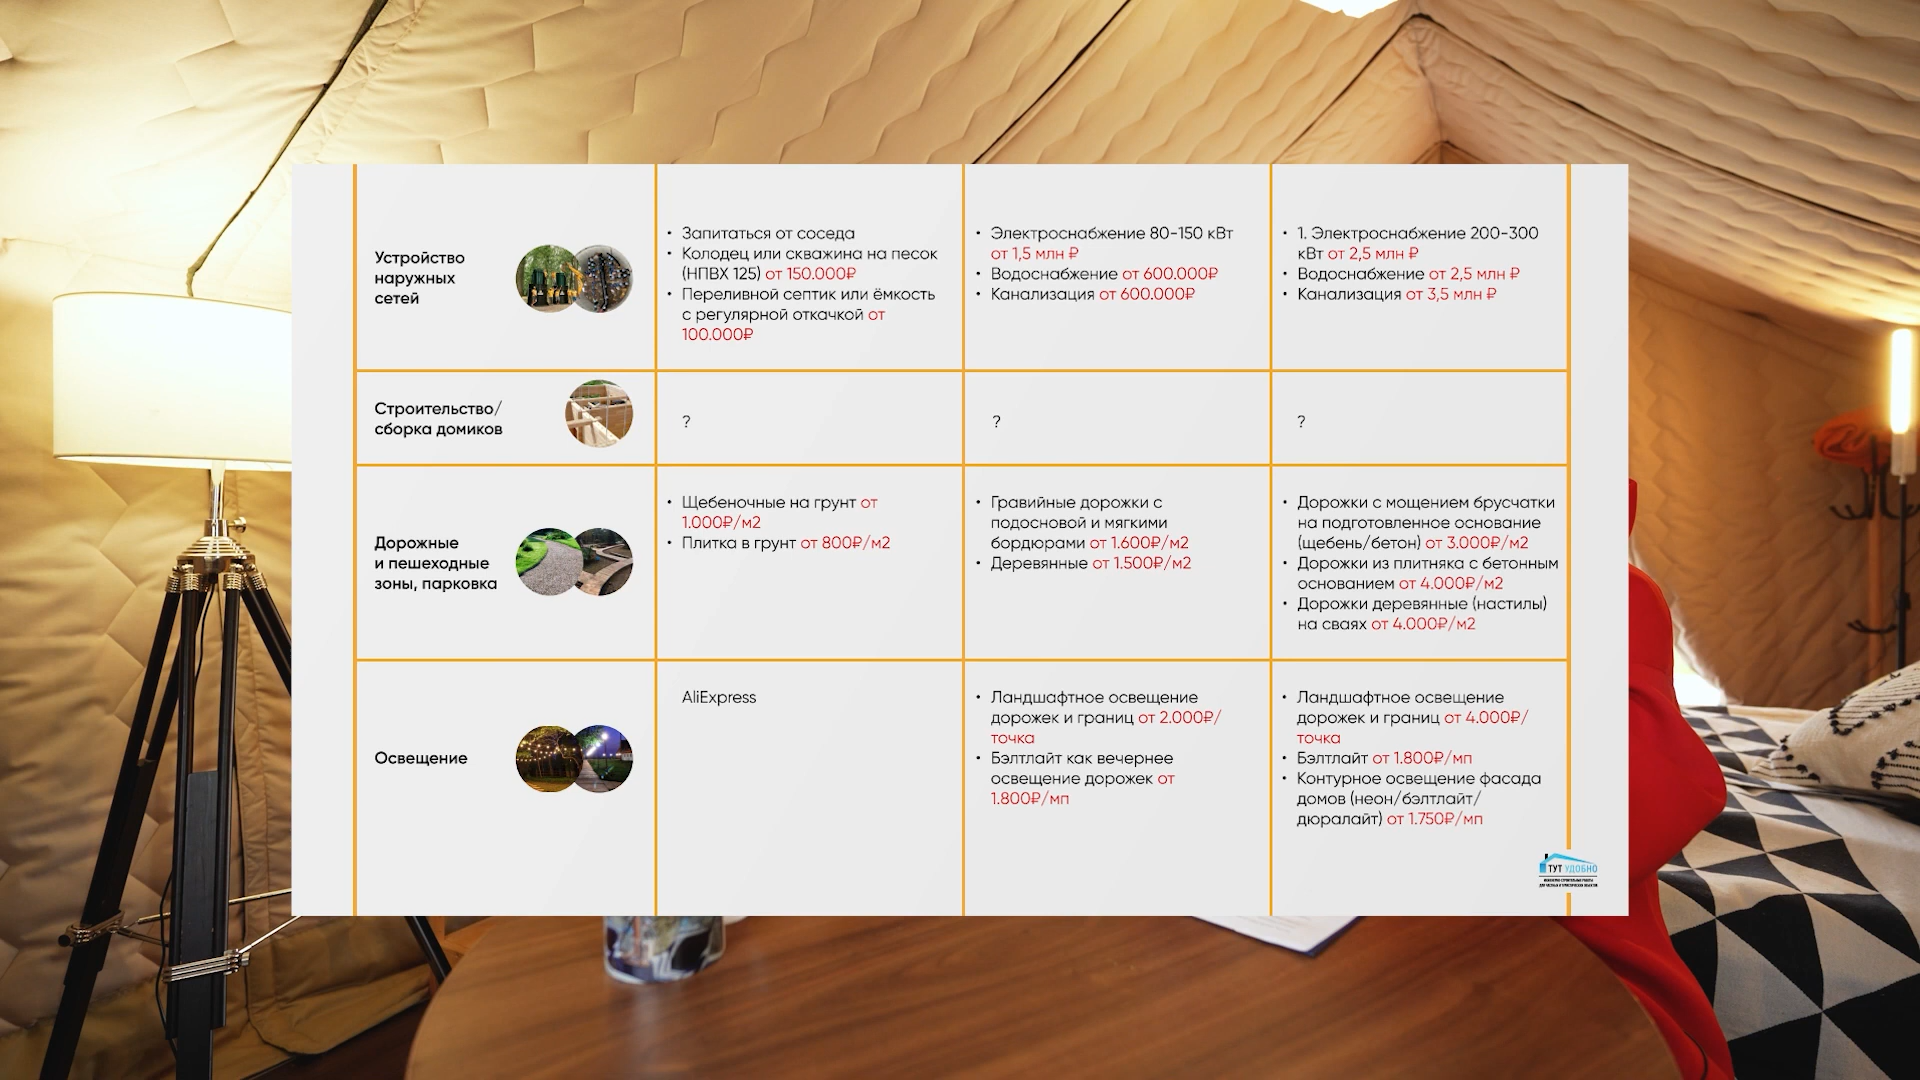 Устройство
наружных
сетей
• Запитаться от соседа
• Колодец или скважина на песок
(НПВХ 125) от 150.000₽
• Переливной септик или ёмкость
с регулярной откачкой от
100.000₽
• Электроснабжение 80-150 кВт
от 1,5 млн ₽
• Водоснабжение от 600.000₽
• Канализация от 600.000₽
• 1. Электроснабжение 200-300
кВт от 2,5 млн ₽
• Водоснабжение от 2,5 млн ₽
• Канализация от 3,5 млн ₽
Строительство/
сборка домиков
?
?
?
Дорожные
и пешеходные
зоны, парковка
• Щебеночные на грунт от
1.000₽/м2
• Плитка в грунт от 800₽/м2
• Гравийные дорожки с
подосновой и мягкими
бордюрами от 1.600₽/м2
• Деревянные от 1.500₽/м2
• Дорожки с мощением брусчатки
на подготовленное основание
(щебень/бетон) от 3.000₽/м2
• Дорожки из плитняка с бетонным
основанием от 4.000₽/м2
• Дорожки деревянные (настилы)
на сваях от 4.000₽/м2
Освещение
AliExpress
• Ландшафтное освещение
дорожек и границ от 2.000₽/
точка
• Бэлтлайт как вечернее
освещение дорожек от
1.800₽/мп
• Ландшафтное освещение
дорожек и границ от 4.000₽/
точка
• Бэлтлайт от 1.800₽/мп
• Контурное освещение фасада
домов (неон/бэлтлайт/
дюралайт) от 1.750₽/мп
ТУТ УДОБНО